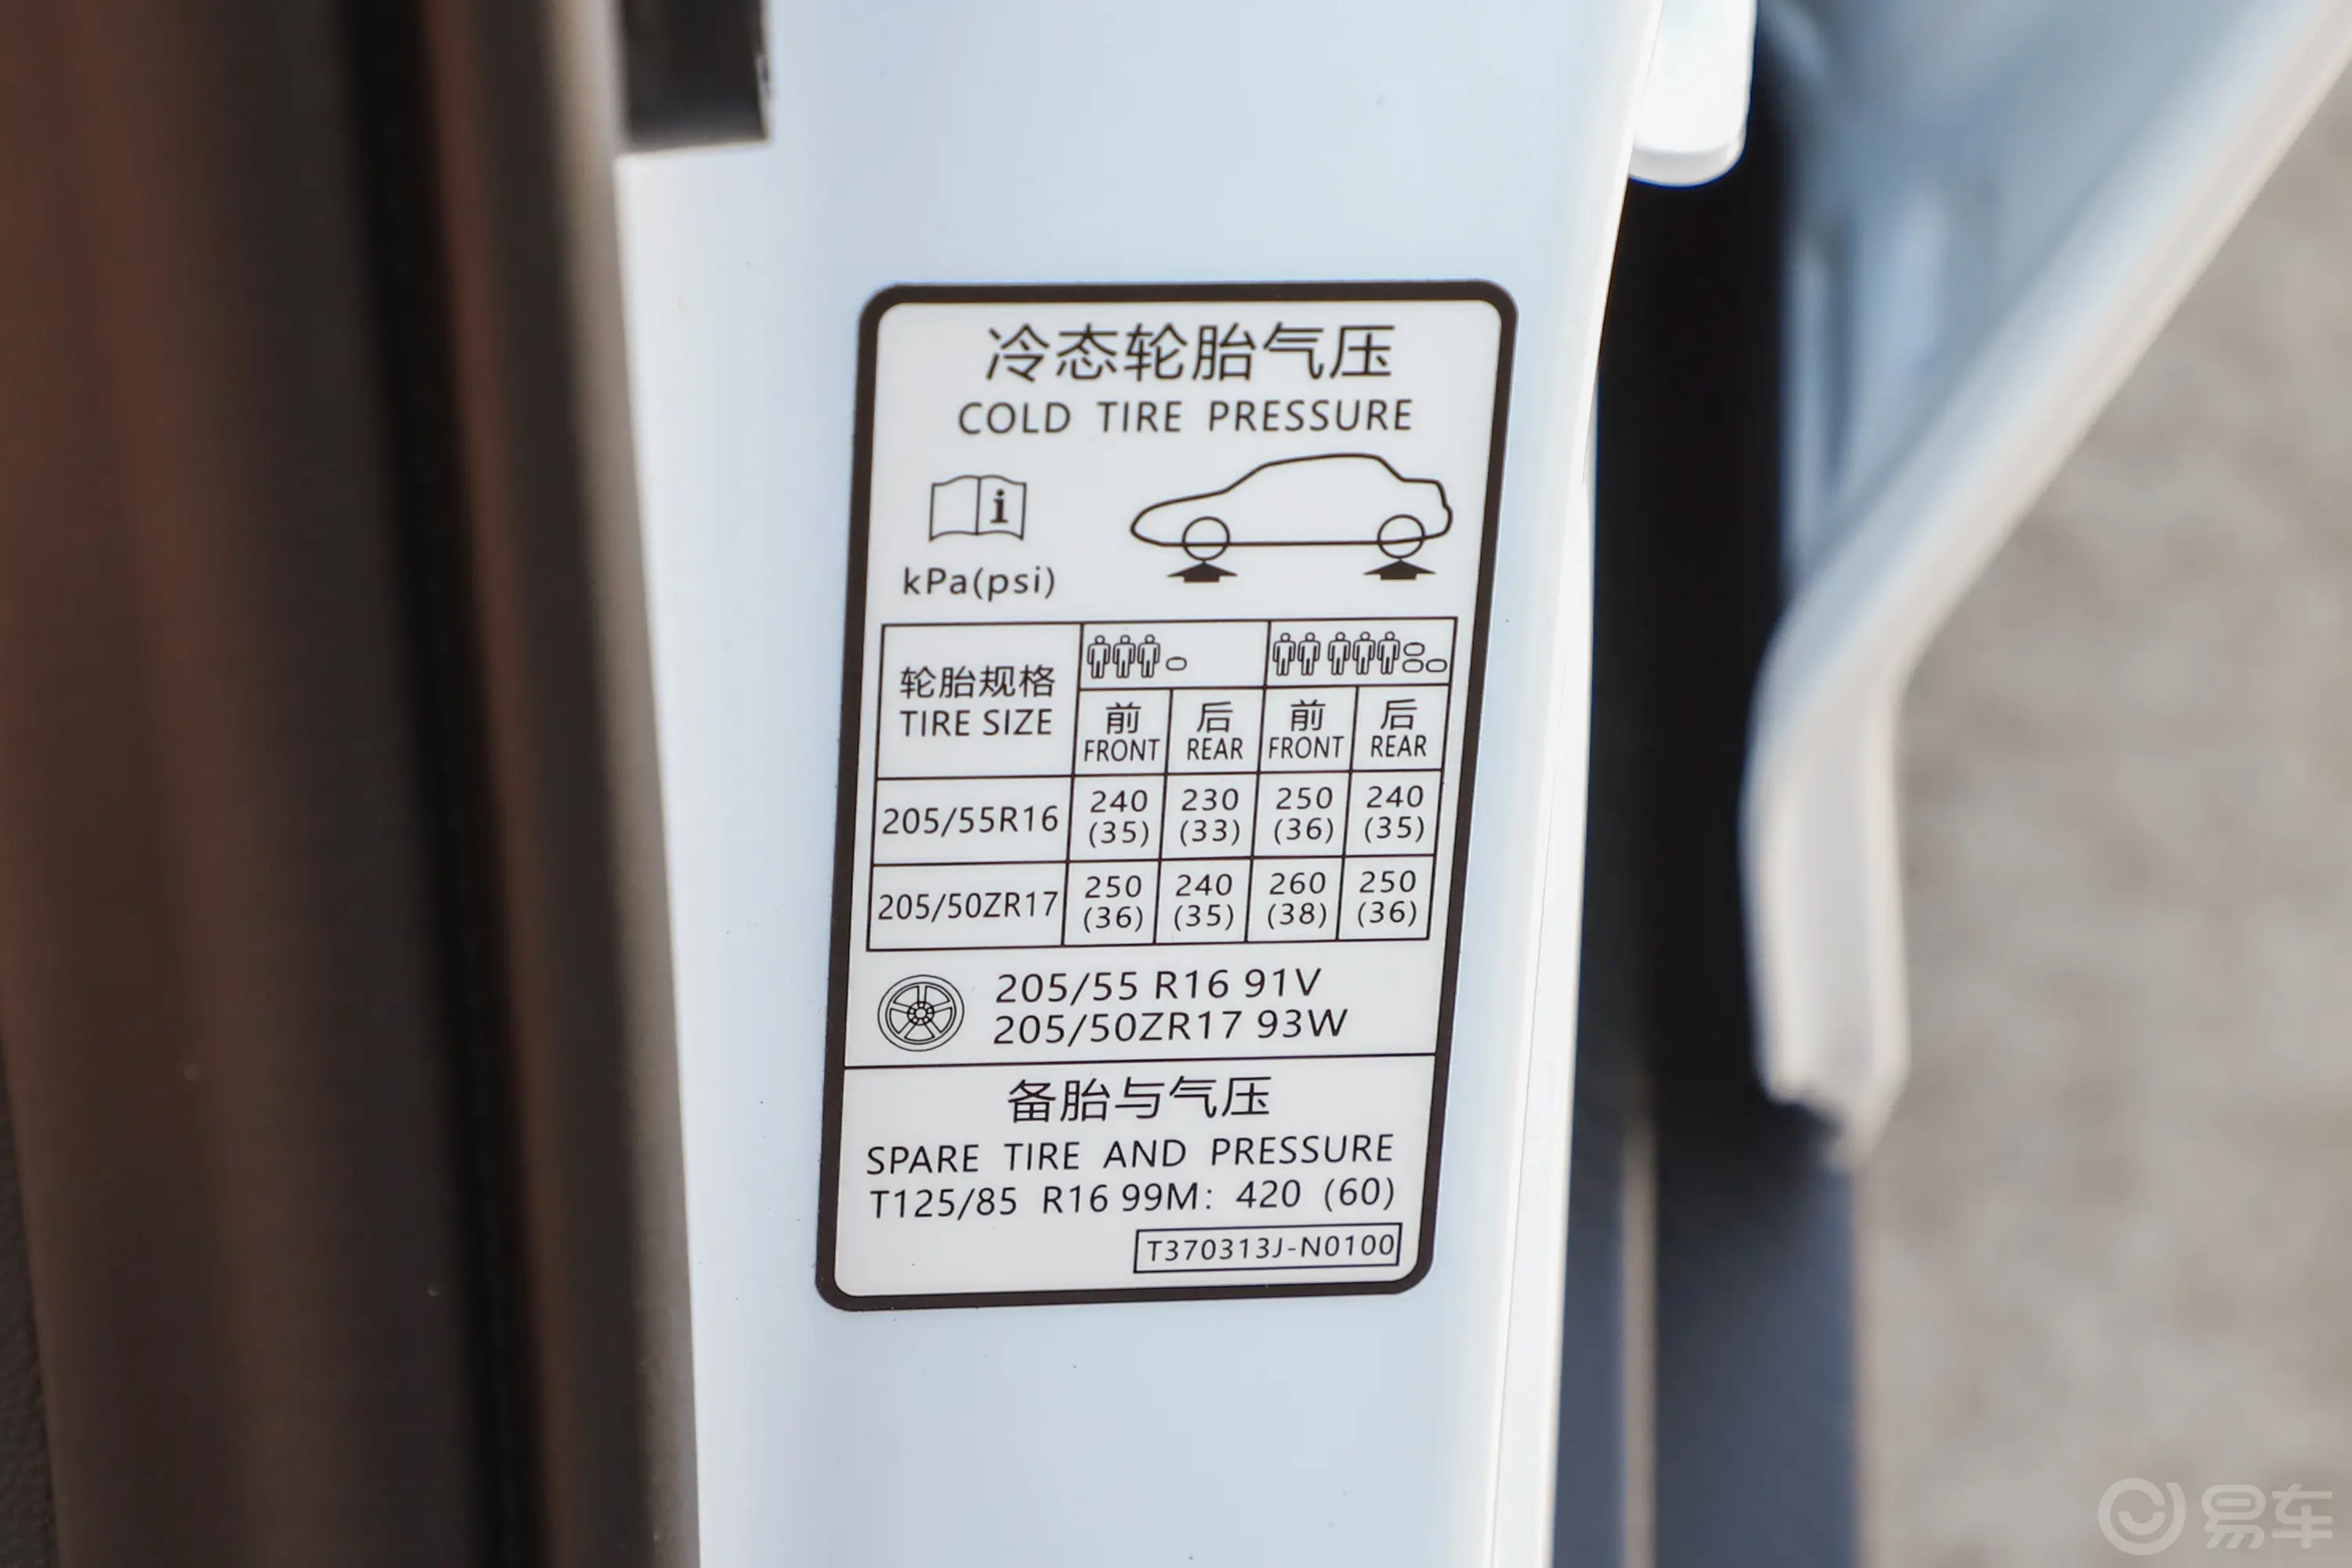 冷态轮胎气压
COLD TIRE PRESSURE
i
kPa(psi)
轮胎规格
TIRE SIZE
前 后 前 后
FRONT REAR FRONT REAR
205/55R16 240 (35) 230 (33) 250 (36) 240 (35)
205/50ZR17 250 (36) 240 (35) 260 (38) 250 (36)
205/55 R16 91V
205/50ZR17 93W
备胎与气压
SPARE TIRE AND PRESSURE
T125/85 R16 99M: 420 (60)
T370313J-N0100
易车